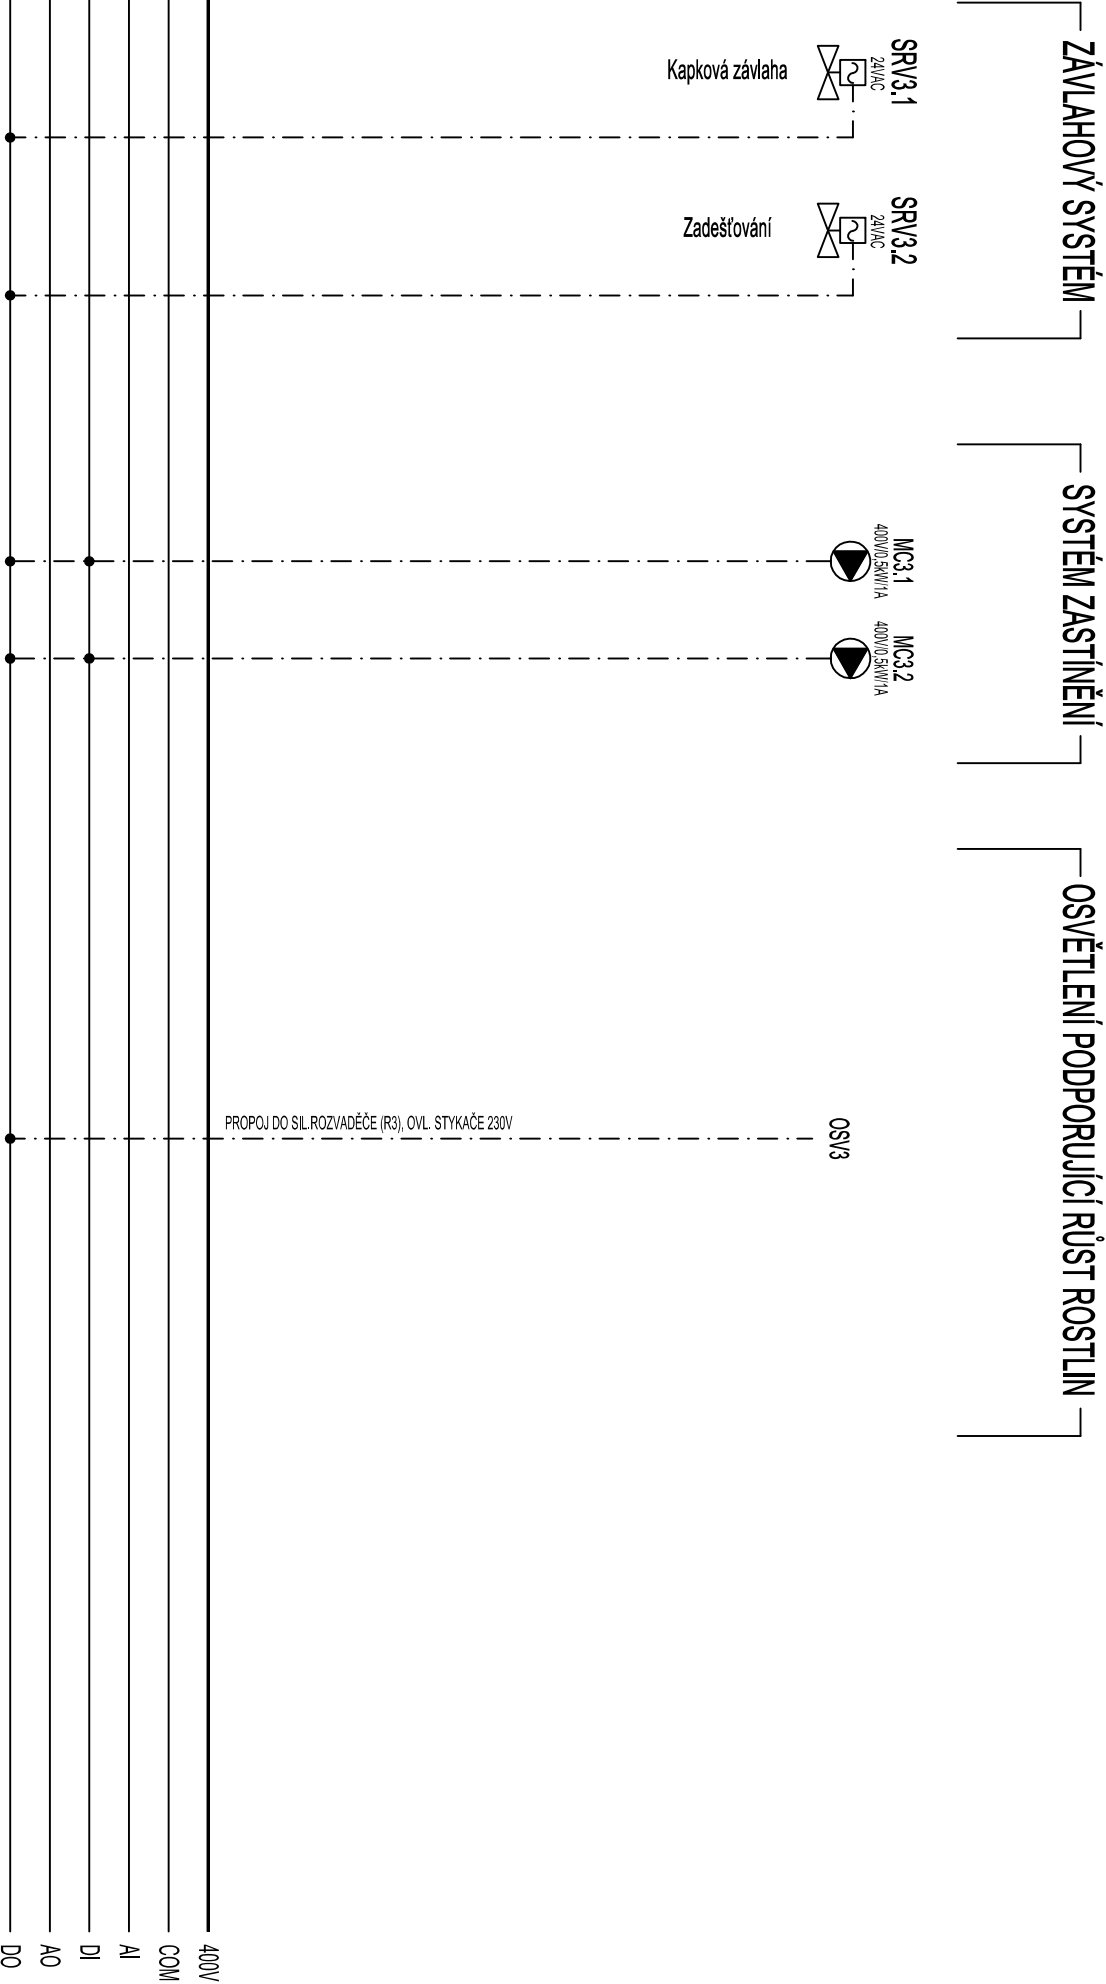 ZÁVLAHOVÝ SYSTÉM
SRV3.1
24VAC
Kapková závlaha
SRV3.2
24VAC
Zadešťování
SYSTÉM ZASTÍNĚNÍ
MC3.1
400V/0,5kW/1A
MC3.2
400V/0,5kW/1A
OSVĚTLENÍ PODPORUJÍCÍ RŮST ROSTLIN
OSV3
PROPOJ DO SIL.ROZVADĚČE (R3), OVL. STYKAČE 230V
400V
COM
AI
DI
AO
DO